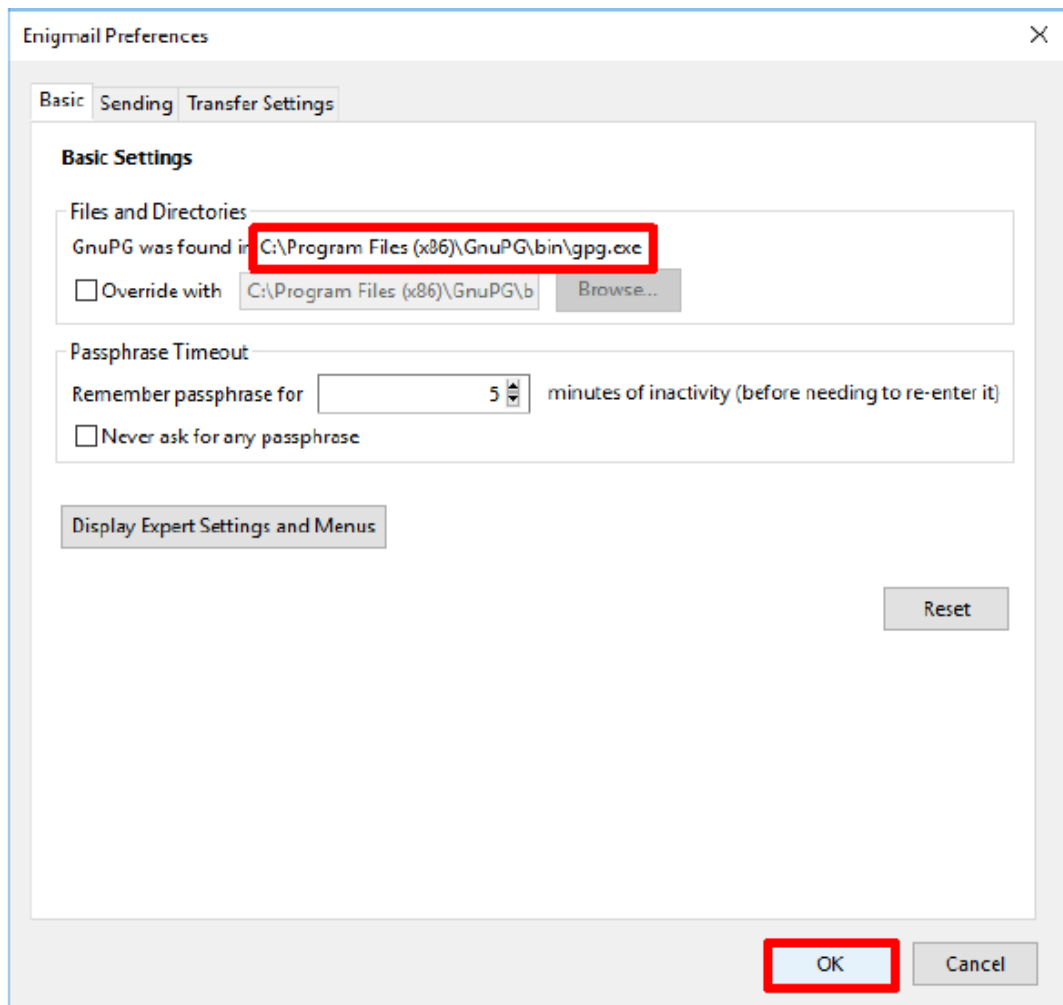 Enigmail Preferences
Basic Sending Transfer Settings
Basic Settings
Files and Directories
GnuPG was found in C:\Program Files (x86)\GnuPG\bin\gpg.exe
Override with C:\Program Files (x86)\GnuPG\b Browse...
Passphrase Timeout
Remember passphrase for 5 minutes of inactivity (before needing to re-enter it)
Never ask for any passphrase
Display Expert Settings and Menus
Reset
OK Cancel